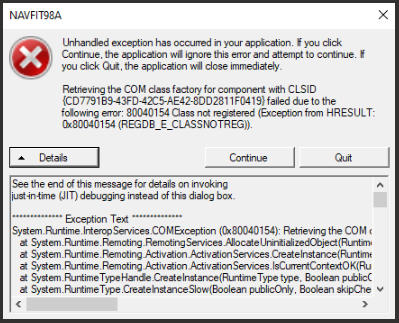 NAVFIT98A
Unhandled exception has occurred in your application. If you click
Continue, the application will ignore this error and attempt to continue. If
you click Quit, the application will close immediately.
Retrieving the COM class factory for component with CLSID
{CD7791B9-43FD-42C5-AE42-8DD2811F0419} failed due to the
following error: 80040154 Class not registered (Exception from HRESULT:
0x80040154 (REGDB_E_CLASSNOTREG)).
Details
Continue
Quit
See the end of this message for details on invoking
just-in-time (JIT) debugging instead of this dialog box.
************** Exception Text **************
System.Runtime.InteropServices.COMException (0x80040154): Retrieving the COM c
at System.Runtime.Remoting.RemotingServices.AllocateUninitializedObject(Runtime
at System.Runtime.Remoting.Activation.ActivationServices.CreateInstance(Runtime
at System.Runtime.Remoting.Activation.ActivationServices.IsCurrentContextOK(Run
at System.RuntimeTypeHandle.CreateInstance(RuntimeType type, Boolean publicOnly,
at System.RuntimeType.CreateInstanceSlow(Boolean publicOnly, Boolean skipChec